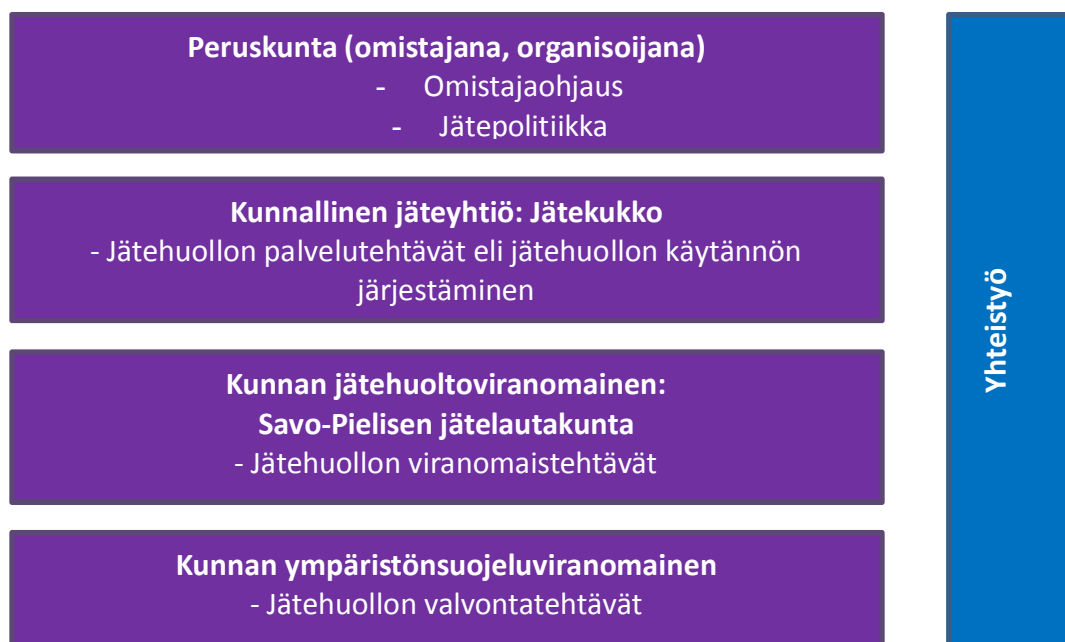 Peruskunta (omistajana, organisoijana)
- Omistajaohjaus
- Jätepolitiikka
Kunnallinen jäteyhtiö: Jätekukko
- Jätehuollon palvelutehtävät eli jätehuollon käytännön
järjestäminen
Kunnan jätehuoltoviranomainen:
Savo-Pielisen jätelautakunta
- Jätehuollon viranomaistehtävät
Kunnan ympäristönsuojeluviranomainen
- Jätehuollon valvontatehtävät
Yhteistyö